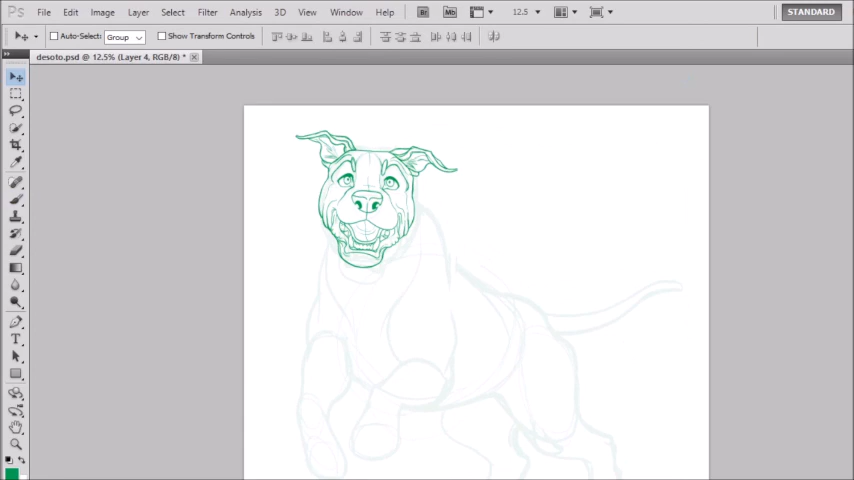 Ps File Edit Image Layer Select Filter Analysis 3D View Window Help Br Mb 12.5 STANDARD
Auto-Select: Group Show Transform Controls
desoto.psd @ 12.5% (Layer 4, RGB/8) *
T